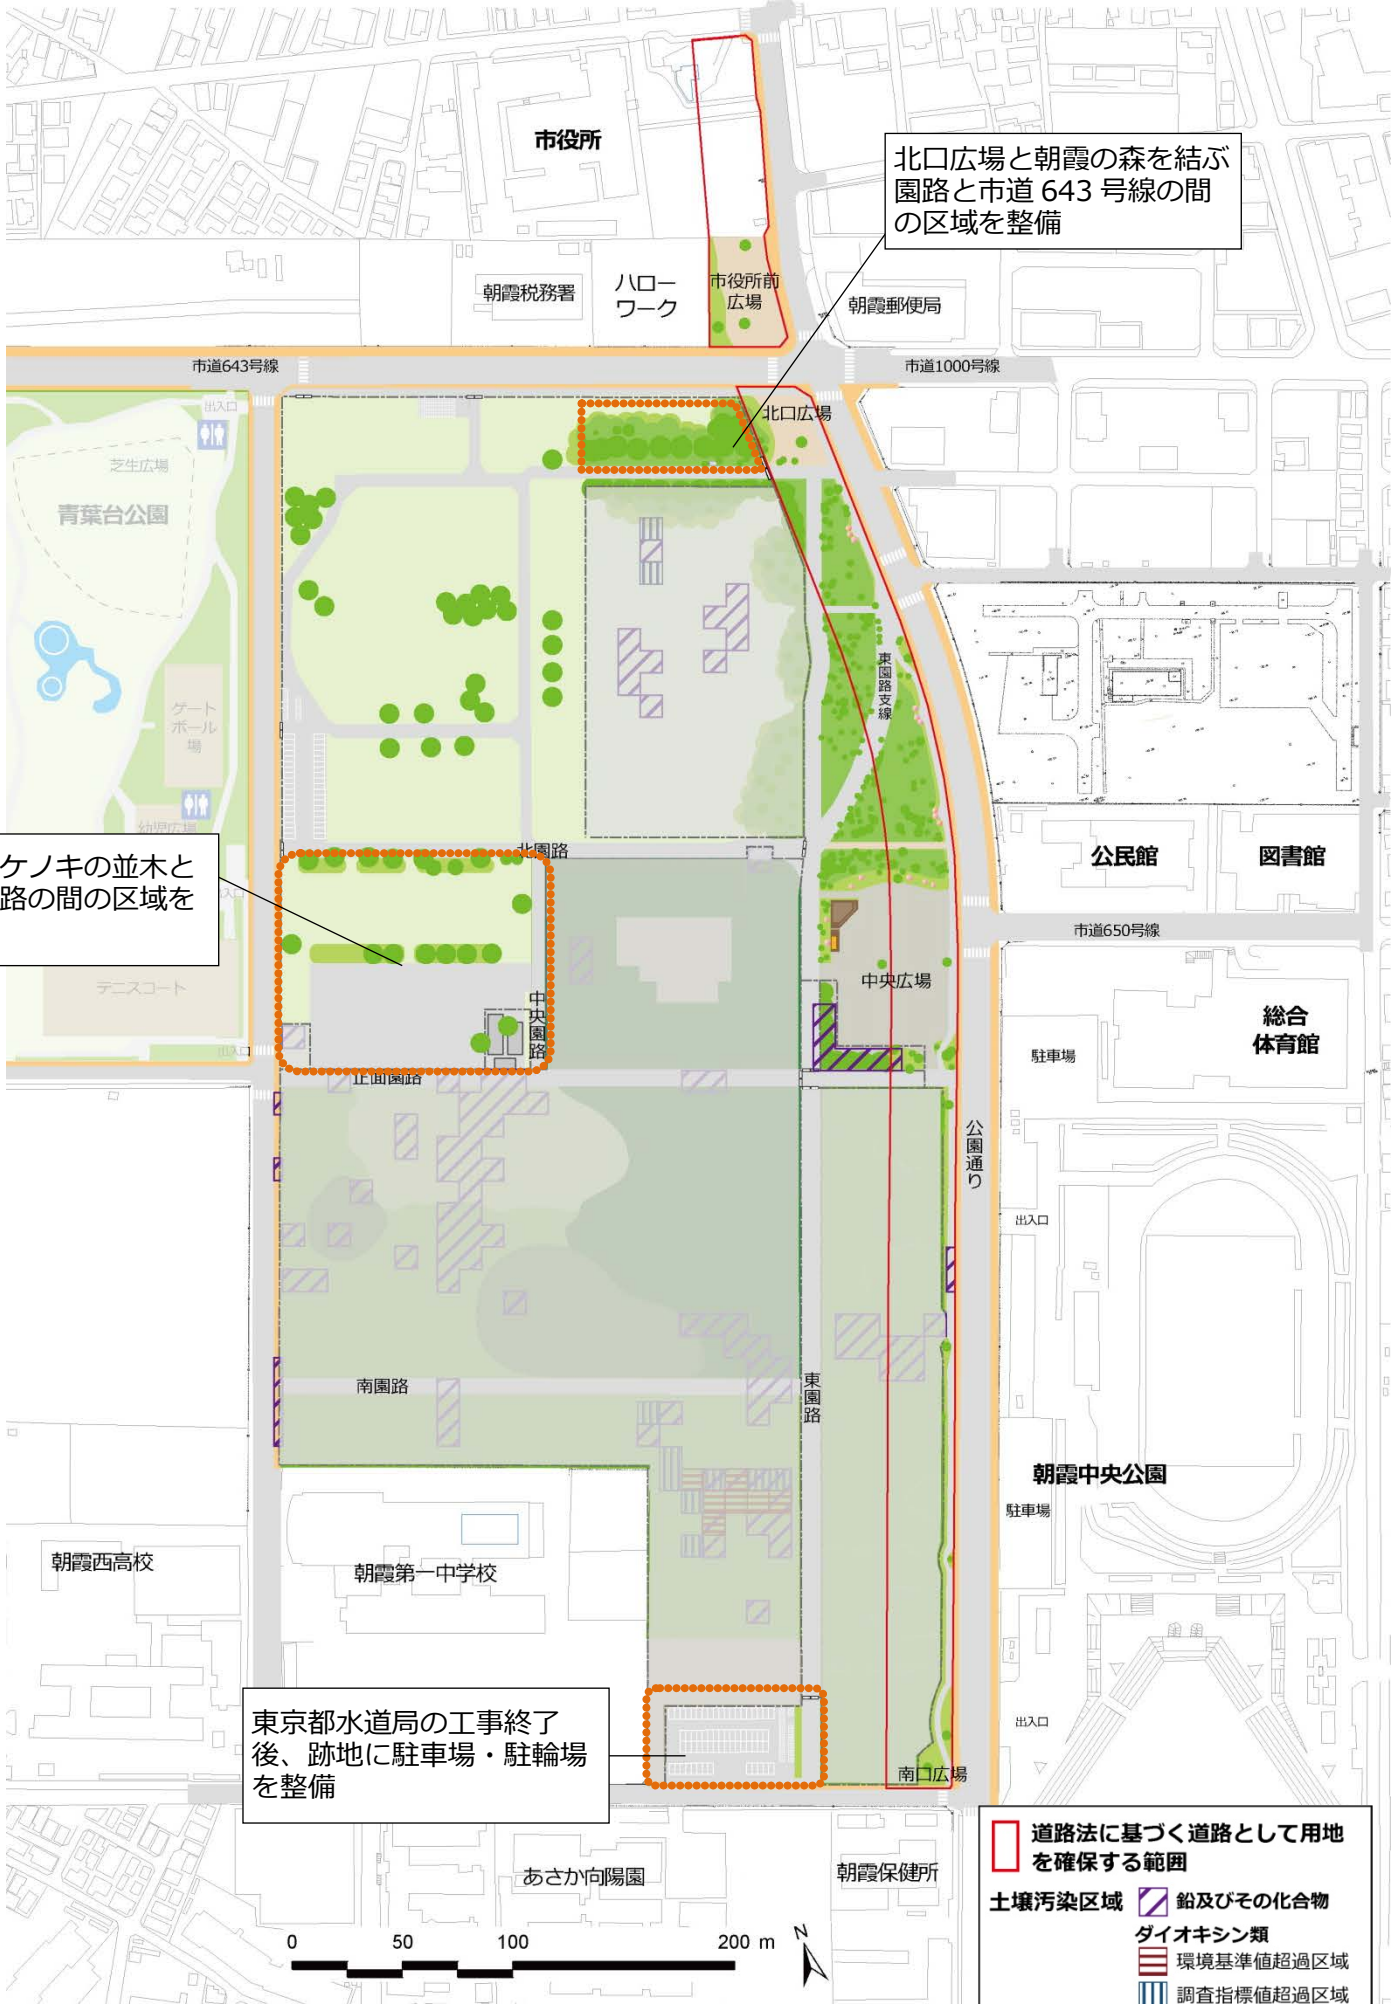 市役所
北口広場と朝霞の森を結ぶ
園路と市道 643 号線の間
の区域を整備
朝霞税務署
ハロー
ワーク
市役所前
広場
朝霞郵便局
市道643号線
市道1000号線
出入口
北口広場
芝生広場
青葉台公園
東園路支線
ゲート
ボール
場
幼児広場
ケノキの並木と
路の間の区域を
北園路
公民館
図書館
入口
市道650号線
中央広場
テニスコート
中央園路
総合
体育館
駐車場
出入口
正面園路
公園通り
出入口
南園路
東園路
朝霞中央公園
駐車場
朝霞西高校
朝霞第一中学校
東京都水道局の工事終了
後、跡地に駐車場・駐輪場
を整備
出入口
南口広場
道路法に基づく道路として用地
を確保する範囲
あさか向陽園
朝霞保健所
土壌汚染区域
鉛及びその化合物
ダイオキシン類
環境基準値超過区域
調査指標値超過区域
0 50 100 200 m
N